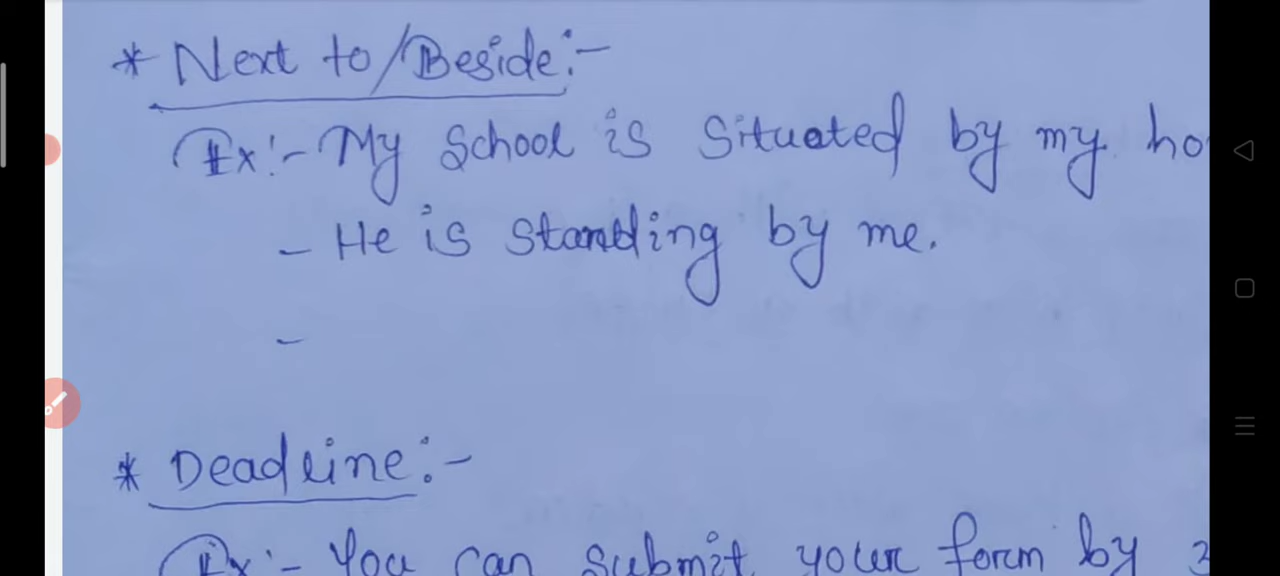 * Next to/Beside:-
Ex:- My School is Situated by my
- He is Standing by me.
-
* Deadline:-
Ex:- You can submit your form by